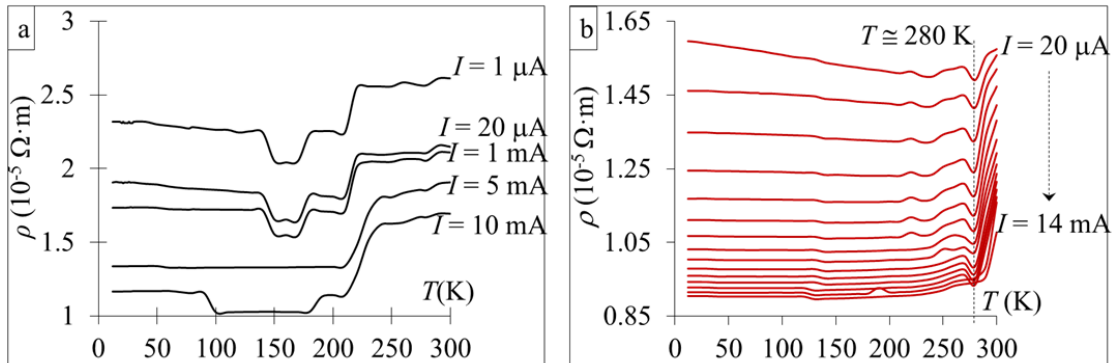 a
3
2.5
2
1.5
1
ρ (10⁻⁵ Ω·m)
I = 1 μA
I = 20 μA
I = 1 mA
I = 5 mA
I = 10 mA
T(K)
0 50 100 150 200 250 300
b
1.65
1.45
1.25
1.05
0.85
ρ (10⁻⁵ Ω·m)
T ≅ 280 K
I = 20 μA
I = 14 mA
T (K)
0 50 100 150 200 250 300